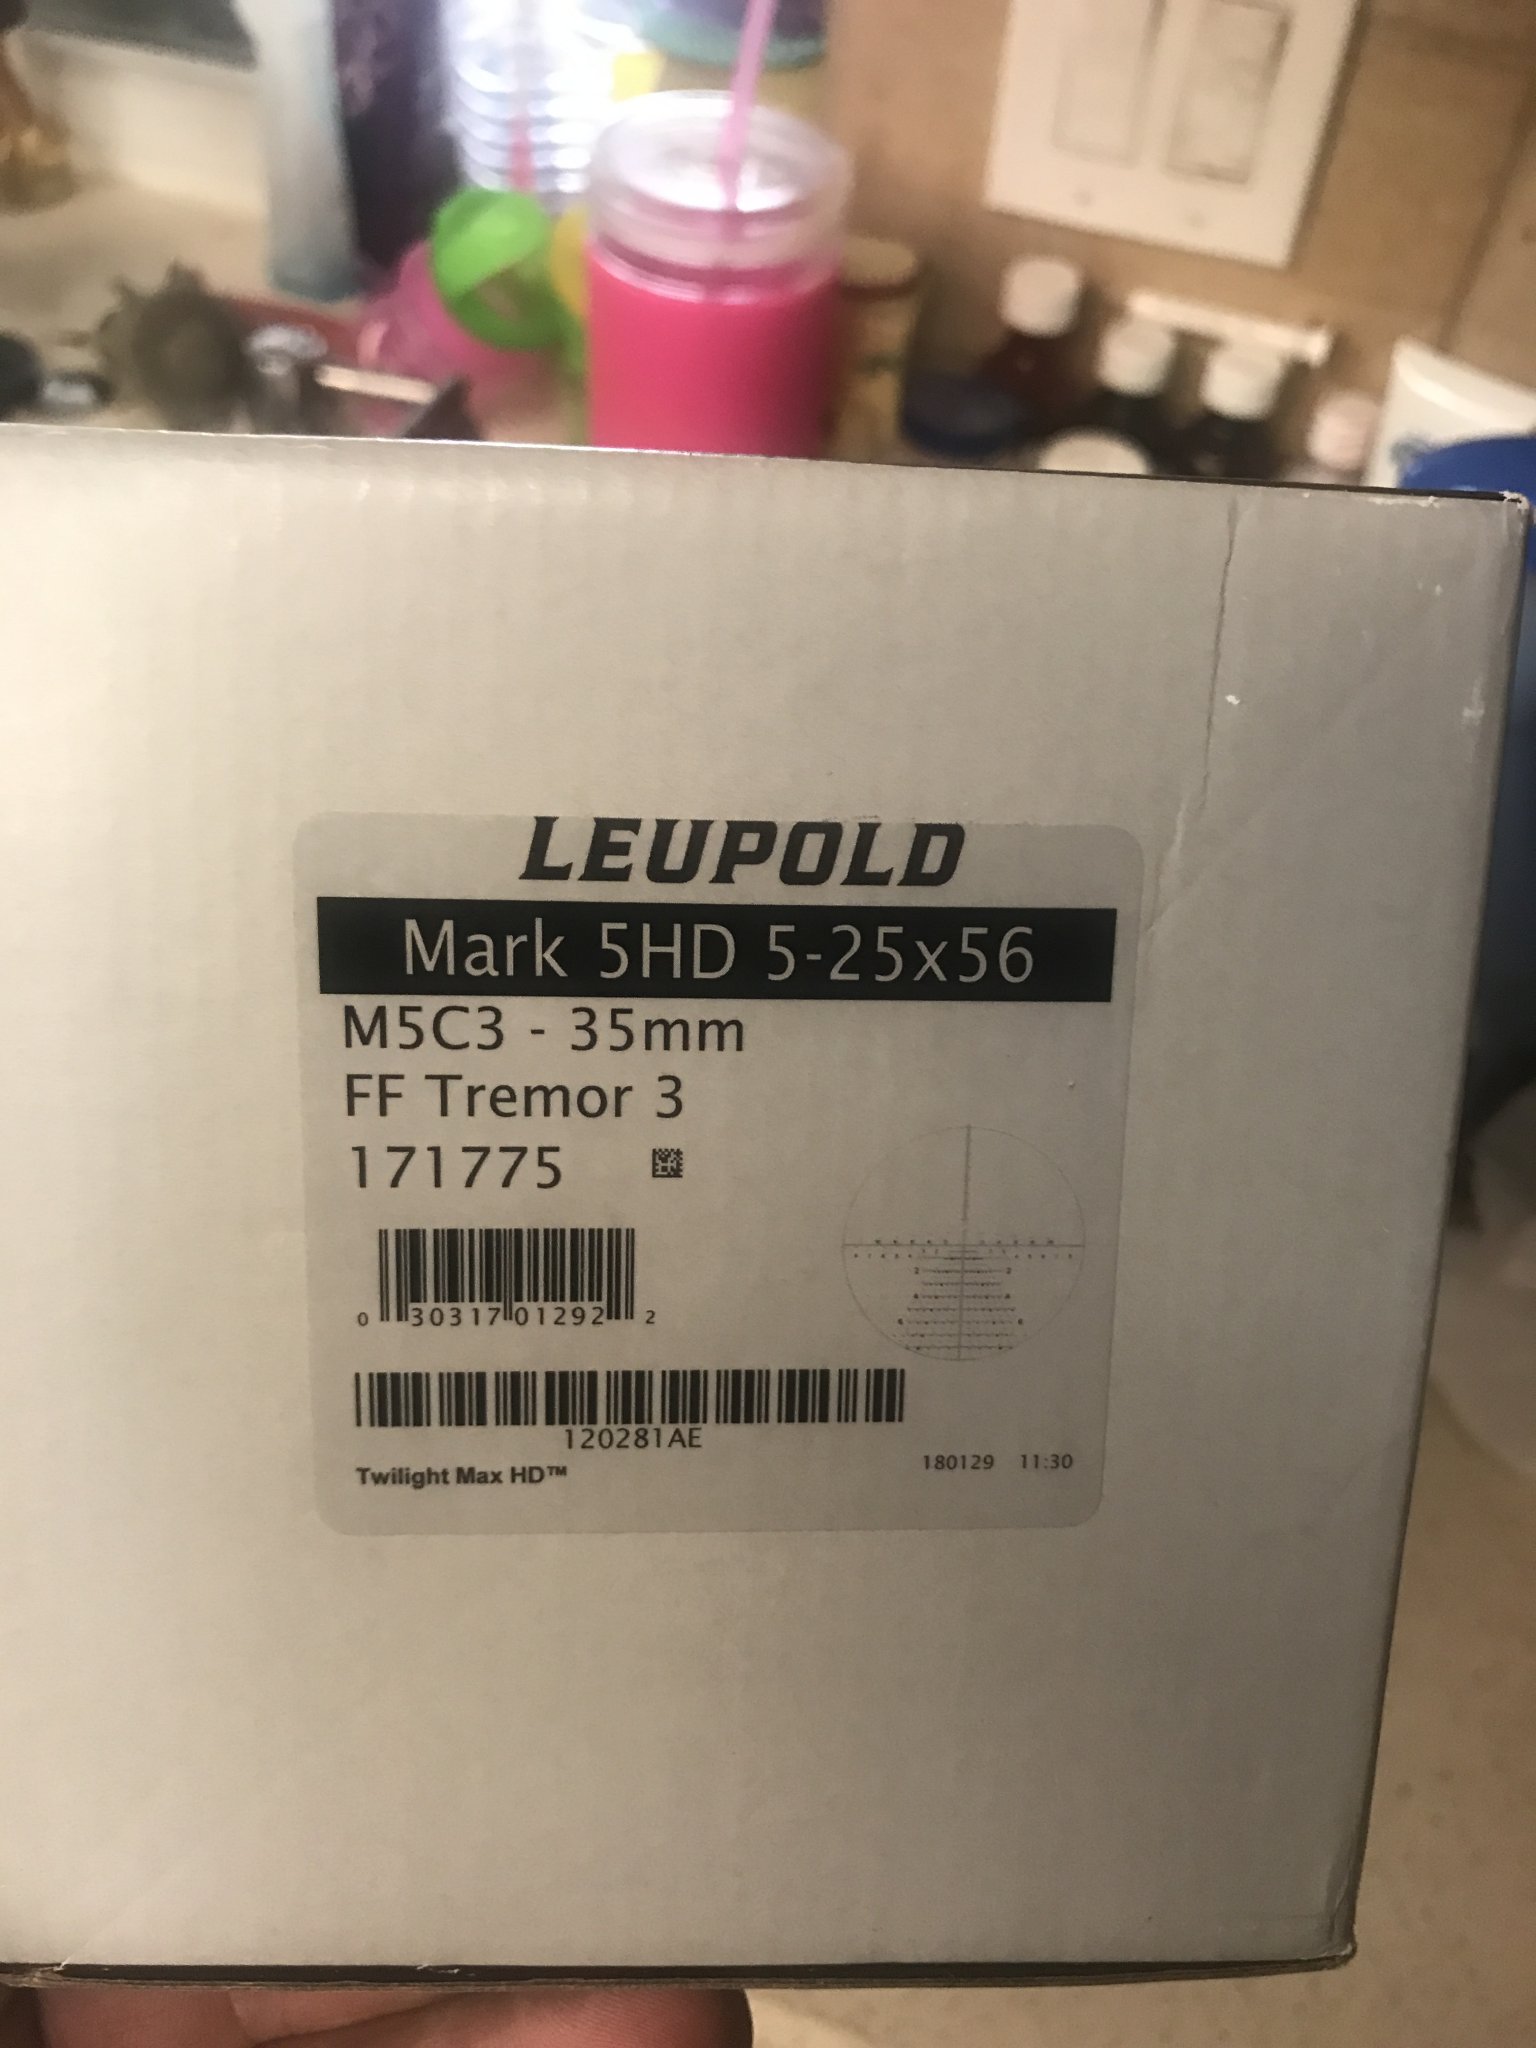 LEUPOLD
Mark 5HD 5-25x56
M5C3 - 35mm
FF Tremor 3
171775
0 30317 01292 2
120281AE
Twilight Max HD™
180129 11:30